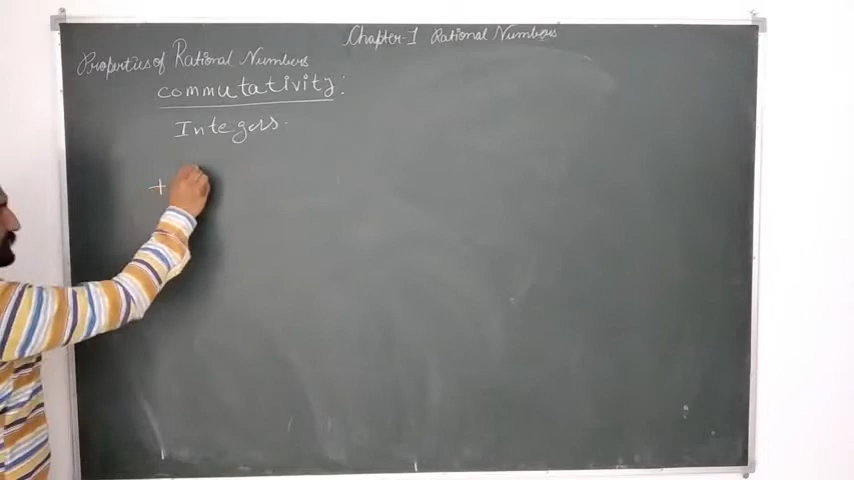 Chapter-1 Rational Numbers
Properties of Rational Numbers
commutativity:
Integers.
+